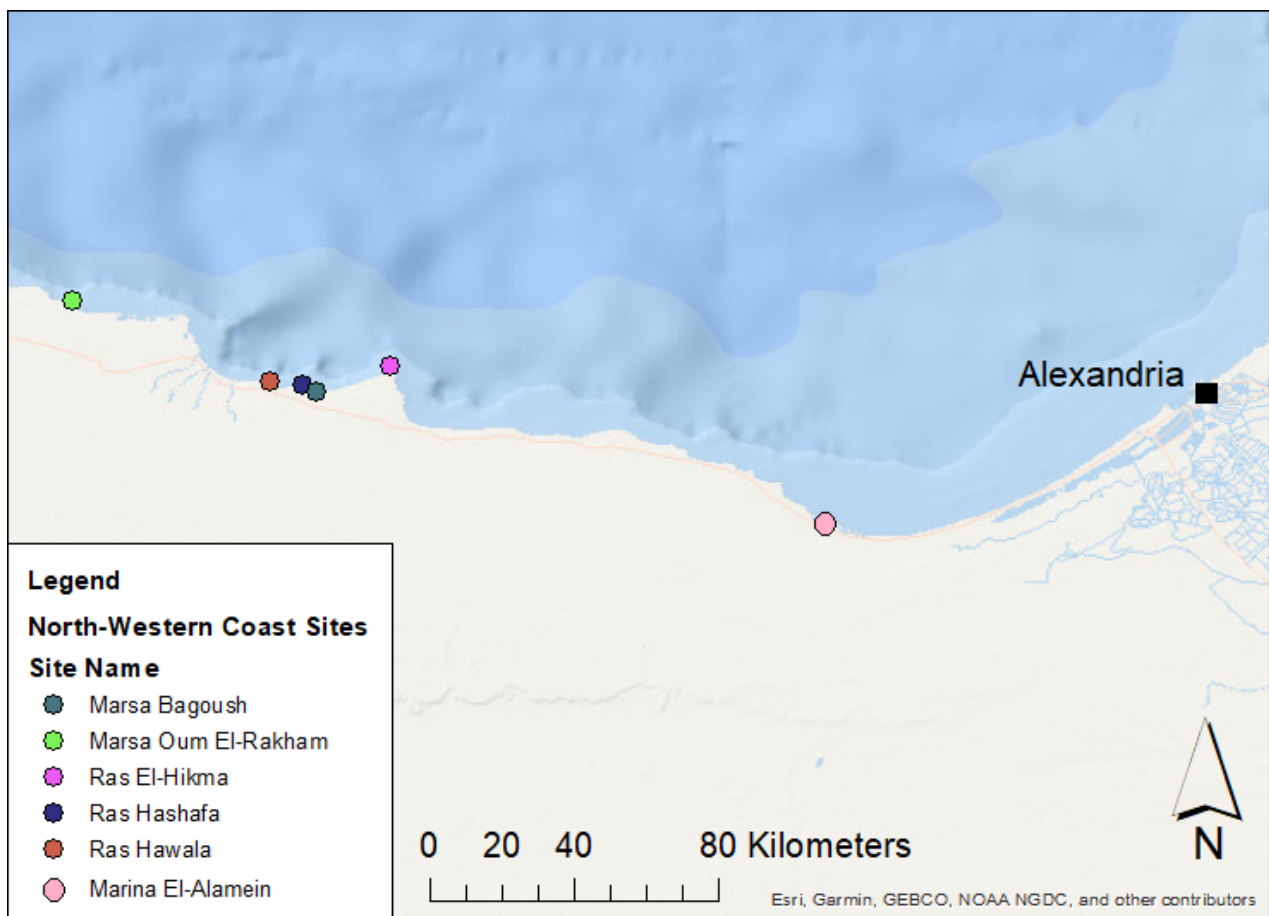 Alexandria
Legend
North-Western Coast Sites
Site Name
Marsa Bagoush
Marsa Oum El-Rakham
Ras El-Hikma
Ras Hashafa
Ras Hawala
Marina El-Alamein
0 20 40 80 Kilometers
N
Esri, Garmin, GEBCO, NOAA NGDC, and other contributors